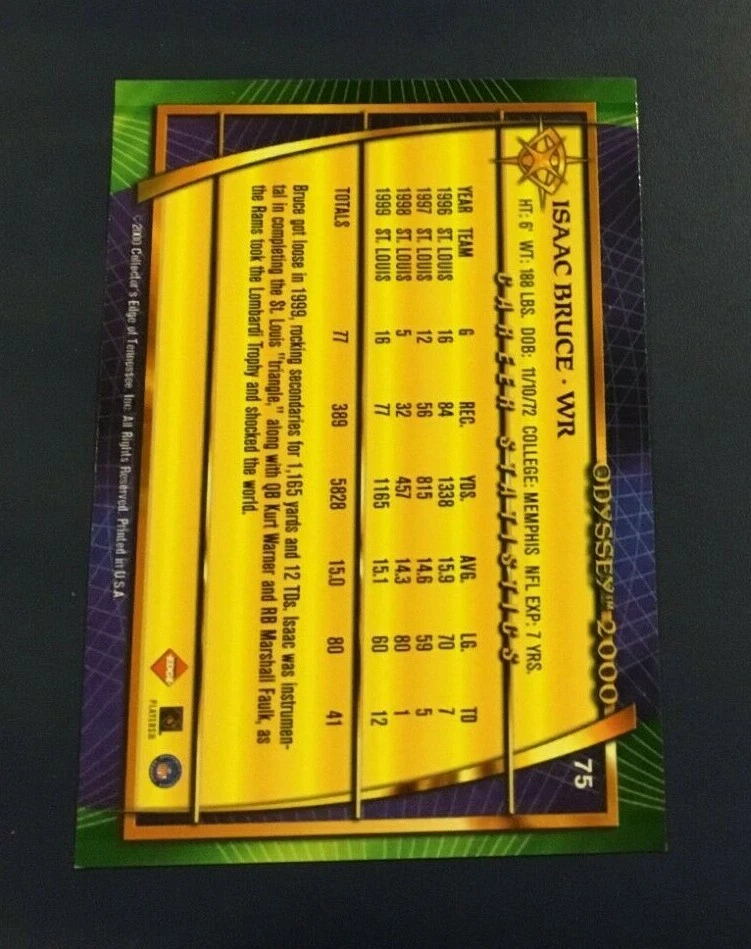 ODYSSEY™ 2000
75
ISAAC BRUCE · WR
HT: 6' WT: 188 LBS. DOB: 11/10/72 COLLEGE: MEMPHIS NFL EXP: 7 YRS.
CAREER STATISTICS
YEAR TEAM G REC. YDS. AVG. LG. TD
1996 ST. LOUIS 16 84 1338 15.9 70 7
1997 ST. LOUIS 12 56 815 14.6 59 5
1998 ST. LOUIS 5 32 457 14.3 80 1
1999 ST. LOUIS 16 77 1165 15.1 60 12
TOTALS 77 389 5828 15.0 80 41
Bruce got loose in 1999, rocking secondaries for 1,165 yards and 12 TDs. Isaac was instrumen-
tal in completing the St. Louis "triangle," along with QB Kurt Warner and RB Marshall Faulk, as
the Rams took the Lombardi Trophy and shocked the world.
EDGE
PLAYERS
© 2000 Collector's Edge of Tennessee, Inc. All Rights Reserved. Printed in U.S.A.